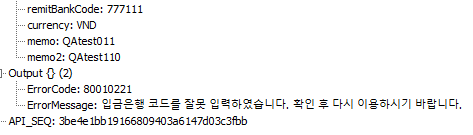 remitBankCode: 777111
currency: VND
memo: QAtest011
memo2: QAtest110
Output {} (2)
ErrorCode: 80010221
ErrorMessage: 입금은행 코드를 잘못 입력하였습니다. 확인 후 다시 이용하시기 바랍니다.
API_SEQ: 3be4e1bb19166809403a6147d03c3fbb